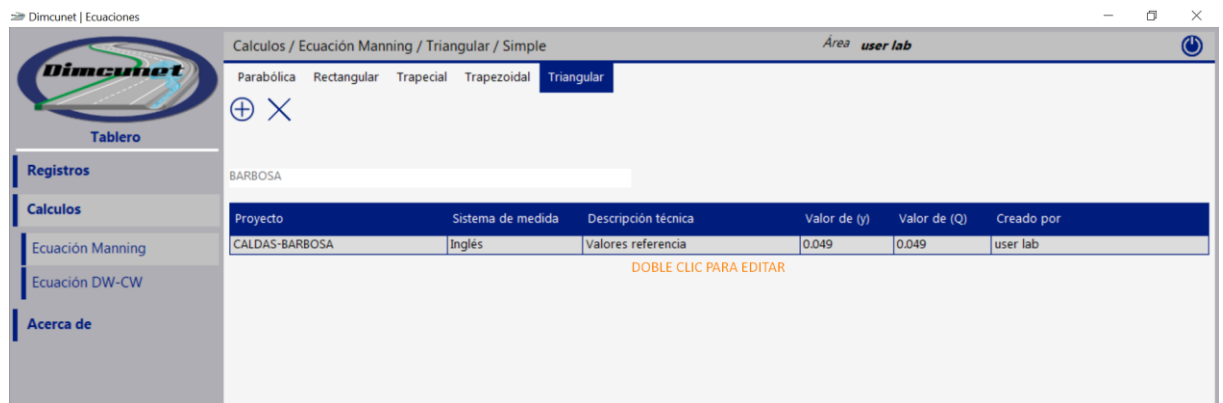 Dimcunet | Ecuaciones
Dimcunet
Tablero
Registros
Calculos
Ecuación Manning
Ecuación DW-CW
Acerca de
Calculos / Ecuación Manning / Triangular / Simple
Área user lab
Parabólica Rectangular Trapecial Trapezoidal Triangular
BARBOSA
Proyecto Sistema de medida Descripción técnica Valor de (y) Valor de (Q) Creado por
CALDAS-BARBOSA Inglés Valores referencia 0.049 0.049 user lab
DOBLE CLIC PARA EDITAR